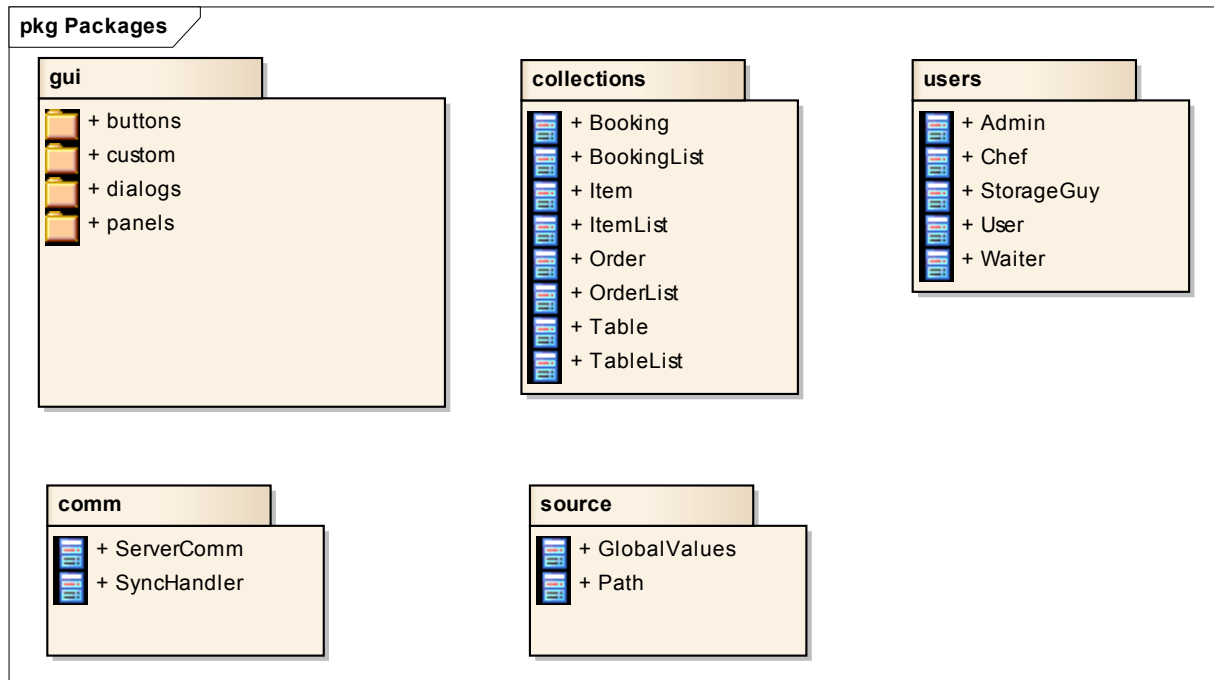 pkg Packages
gui
+ buttons
+ custom
+ dialogs
+ panels
collections
+ Booking
+ BookingList
+ Item
+ ItemList
+ Order
+ OrderList
+ Table
+ TableList
users
+ Admin
+ Chef
+ StorageGuy
+ User
+ Waiter
comm
+ ServerComm
+ SyncHandler
source
+ GlobalValues
+ Path